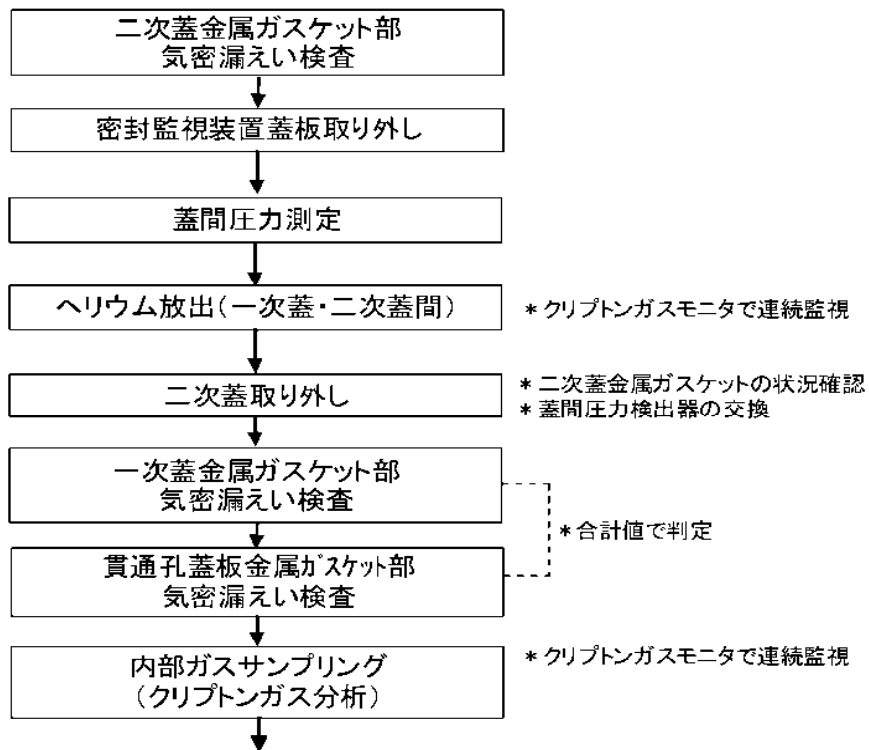 二次蓋金属ガスケット部
気密漏えい検査
密封監視装置蓋板取り外し
蓋間圧力測定
ヘリウム放出(一次蓋・二次蓋間)
*クリプトンガスモニタで連続監視
二次蓋取り外し
*二次蓋金属ガスケットの状況確認
*蓋間圧力検出器の交換
一次蓋金属ガスケット部
気密漏えい検査
*合計値で判定
貫通孔蓋板金属ガスケット部
気密漏えい検査
内部ガスサンプリング
(クリプトンガス分析)
*クリプトンガスモニタで連続監視